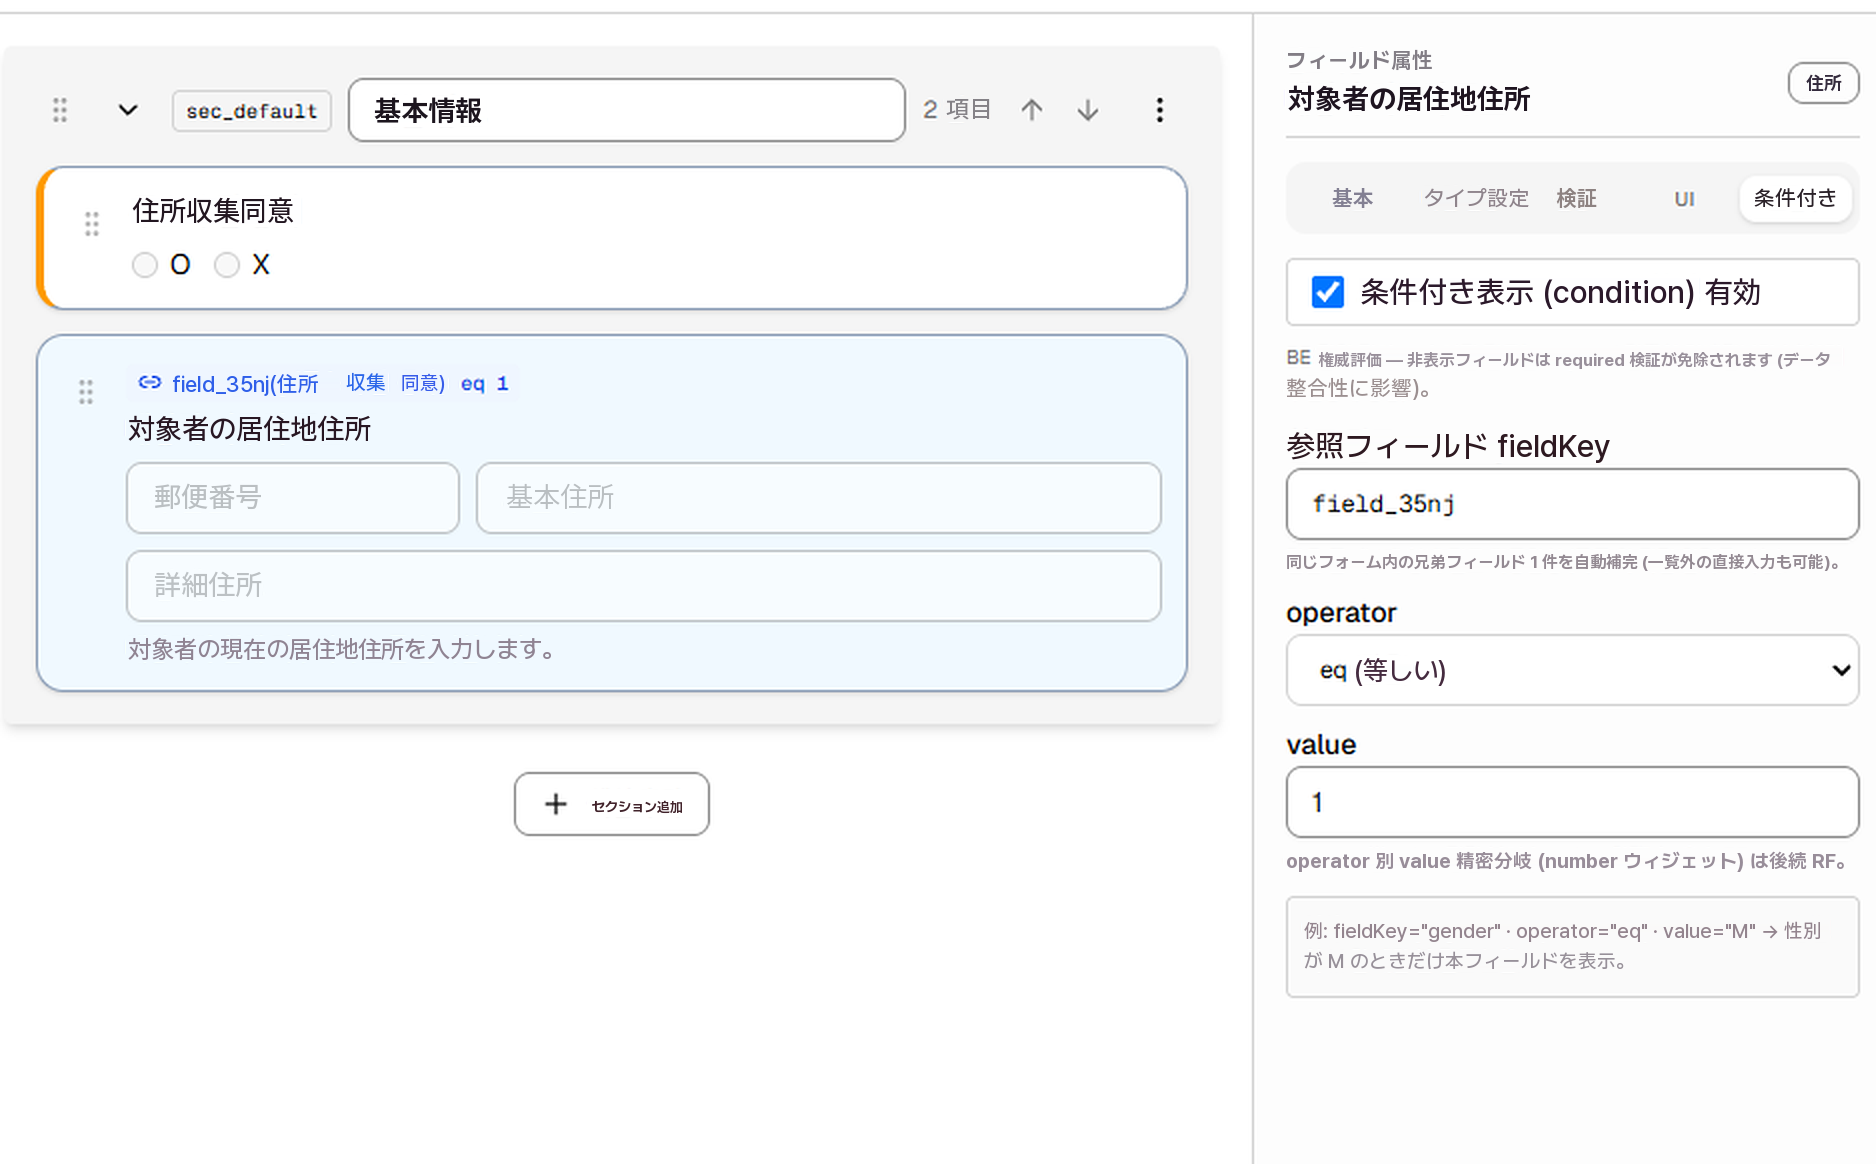 sec_default
基本情報
2 項目
住所収集同意
O X
field_35nj(住所 収集 同意) eq 1
対象者の居住地住所
郵便番号
基本住所
詳細住所
対象者の現在の居住地住所を入力します。
セクション追加
フィールド属性
対象者の居住地住所
住所
基本 タイプ設定 検証 UI 条件付き
条件付き表示 (condition) 有効
BE 権威評価 — 非表示フィールドは required 検証が免除されます (データ
整合性に影響)。
参照フィールド fieldKey
field_35nj
同じフォーム内の兄弟フィールド 1 件を自動補完 (一覧外の直接入力も可能)。
operator
eq (等しい)
value
1
operator 別 value 精密分岐 (number ウィジェット) は後続 RF。
例: fieldKey="gender" · operator="eq" · value="M" → 性別
が M のときだけ本フィールドを表示。